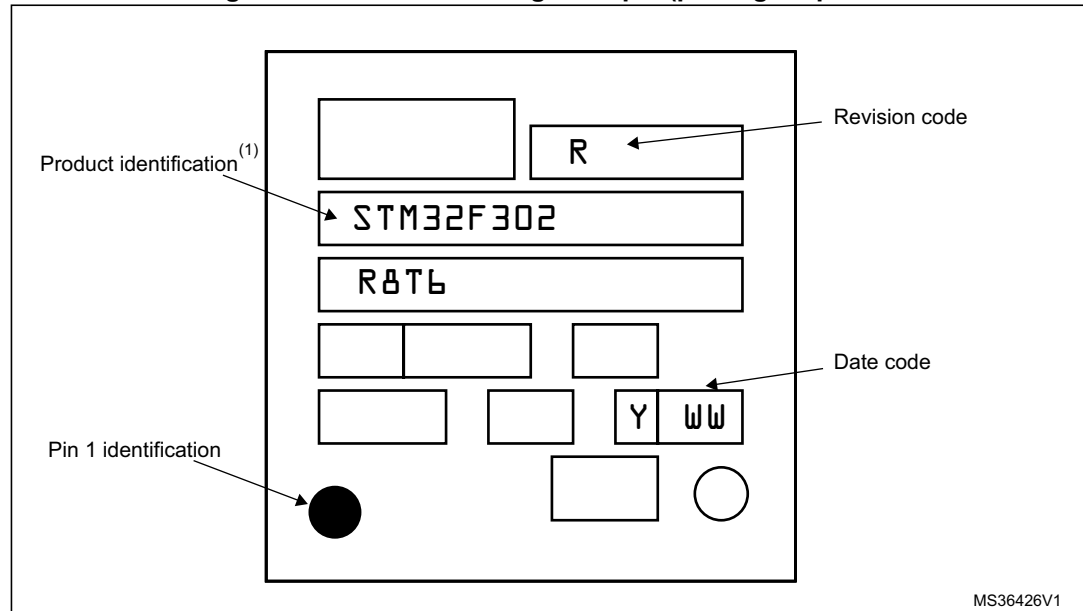 Revision code
R
Product identification(1)
STM32F302
R8T6
Date code
Y WW
Pin 1 identification
MS36426V1